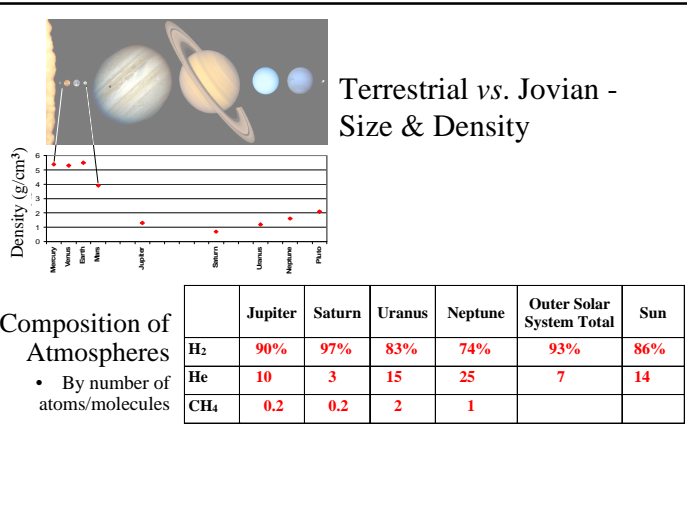 Terrestrial vs. Jovian -
Size & Density
Density (g/cm³)
6
5
4
3
2
1
0
Mercury
Venus
Earth
Mars
Jupiter
Saturn
Uranus
Neptune
Pluto
Composition of
Atmospheres
• By number of
atoms/molecules
Jupiter Saturn Uranus Neptune Outer Solar System Total Sun
H₂ 90% 97% 83% 74% 93% 86%
He 10 3 15 25 7 14
CH₄ 0.2 0.2 2 1